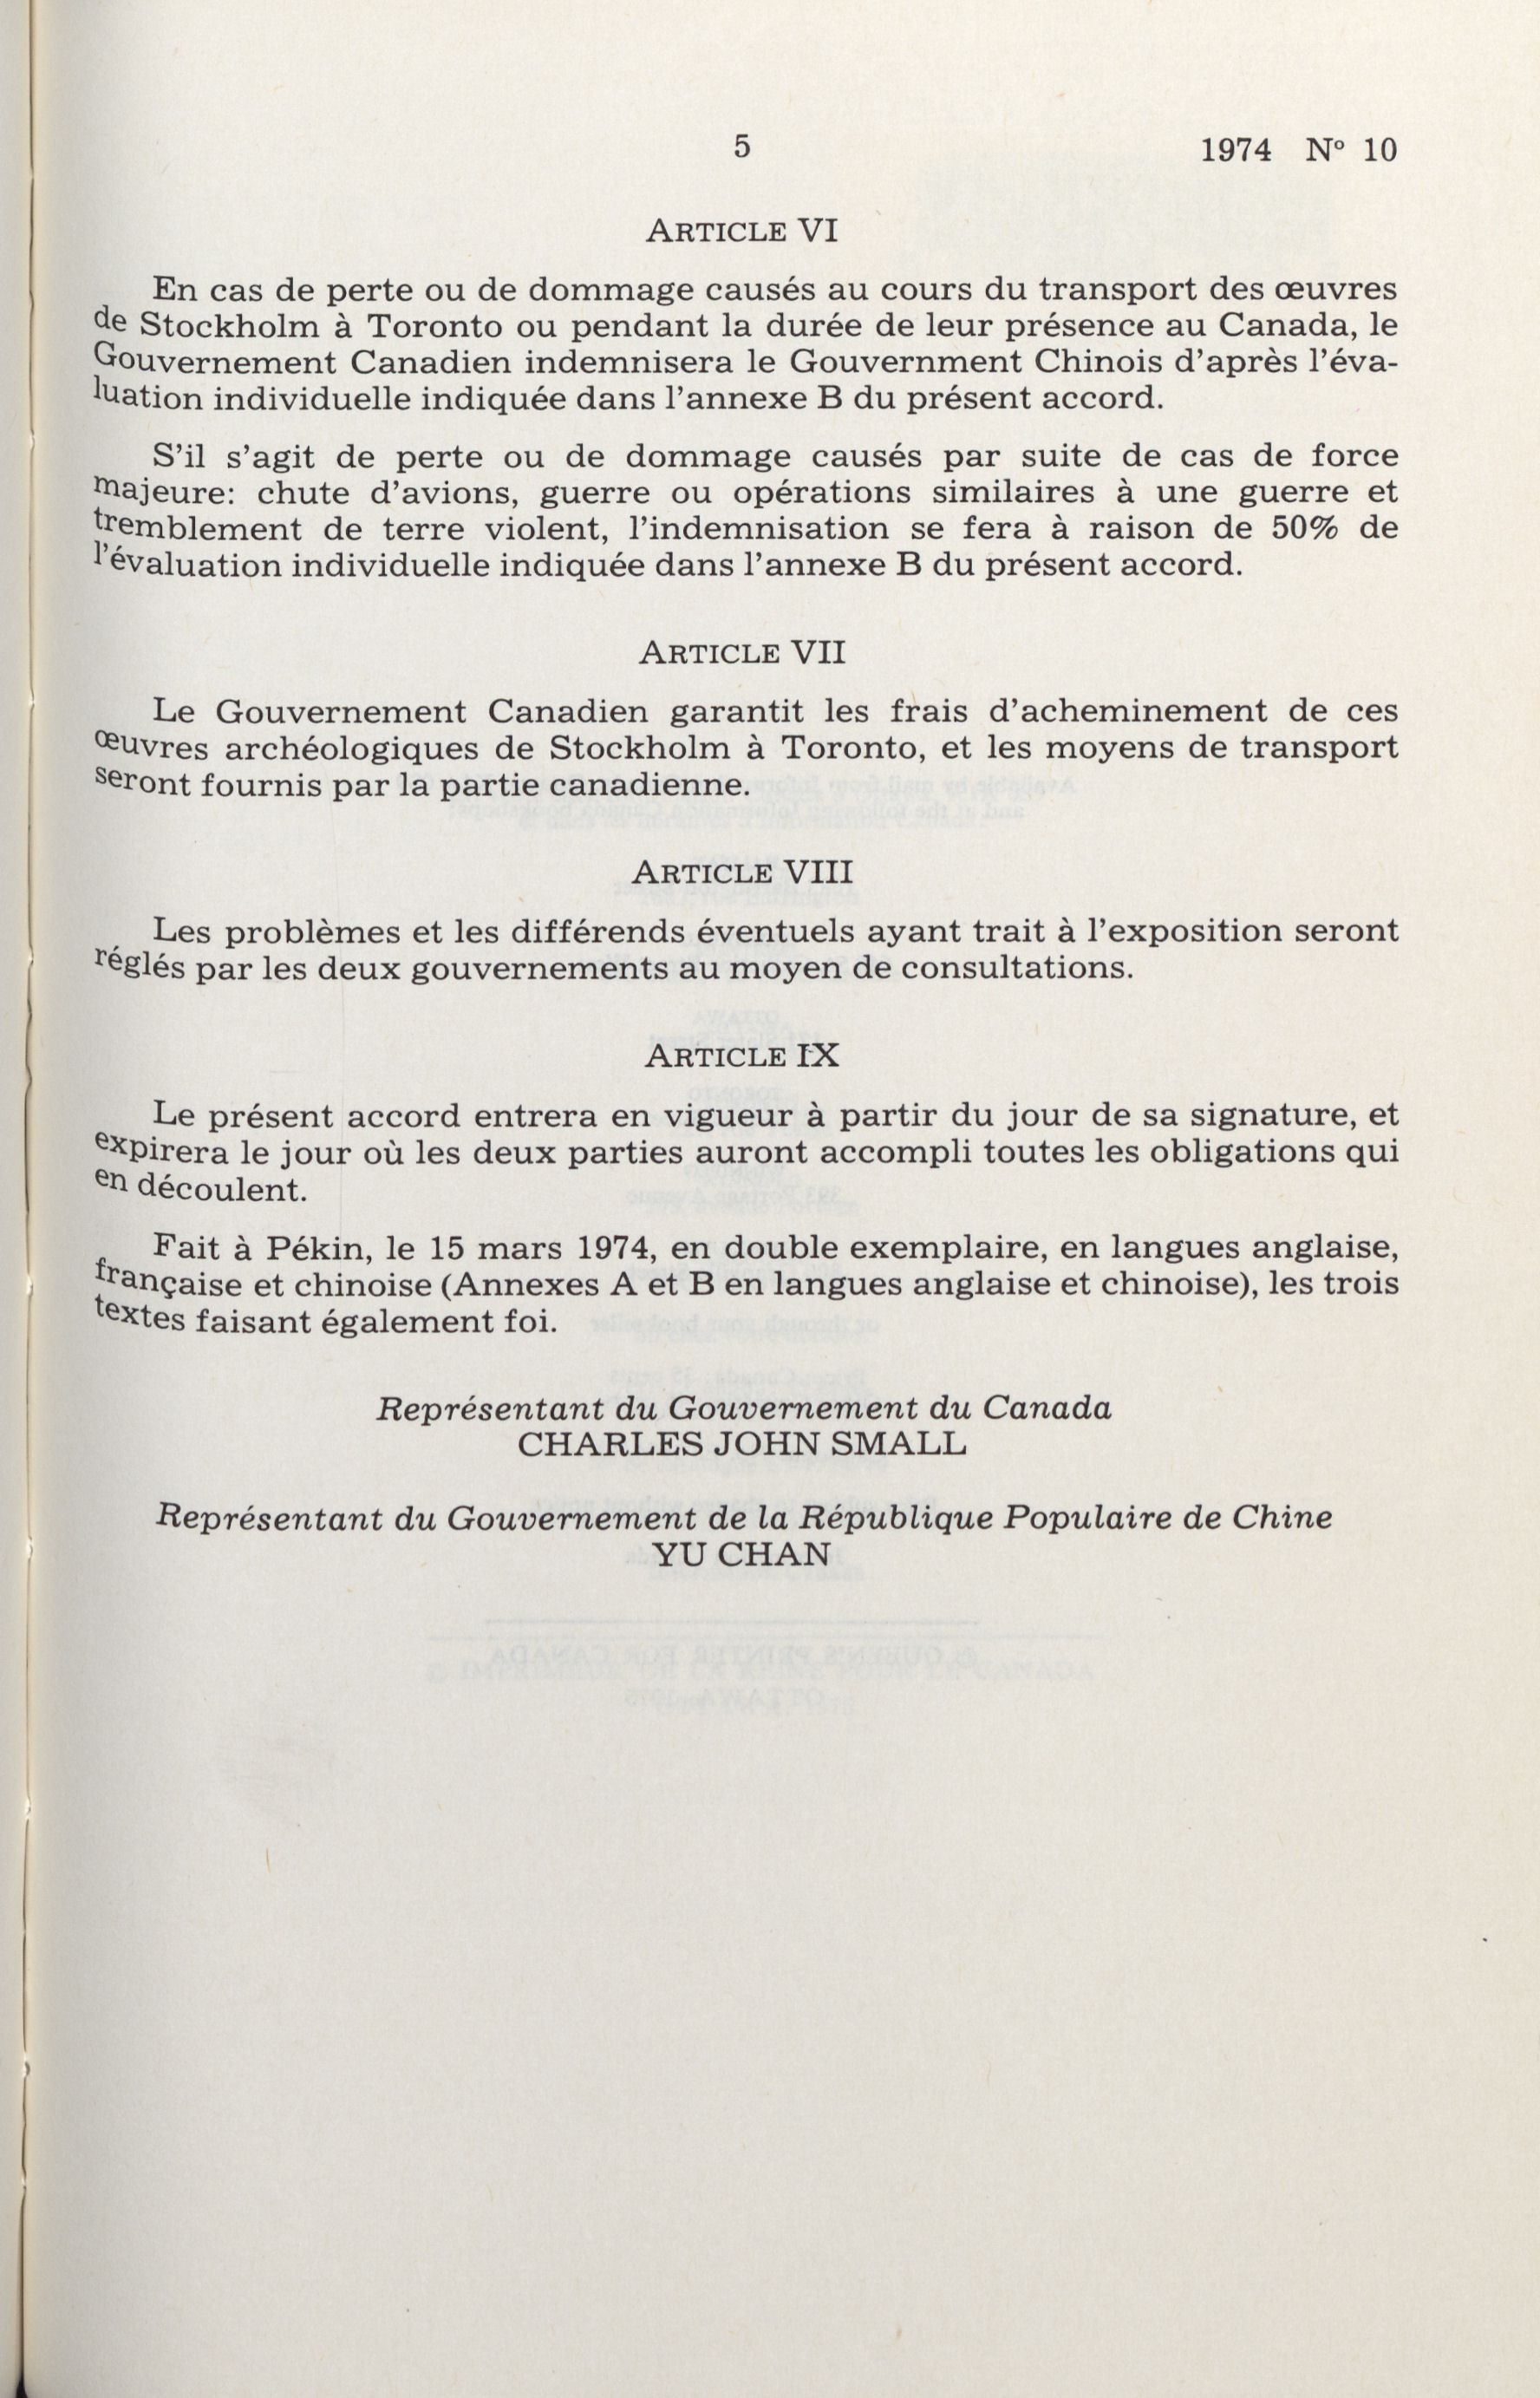 5
1974 Nº 10
ARTICLE VI
En cas de perte ou de dommage causés au cours du transport des œuvres
de Stockholm à Toronto ou pendant la durée de leur présence au Canada, le
Gouvernement Canadien indemnisera le Gouvernment Chinois d'après l'éva-
luation individuelle indiquée dans l'annexe B du présent accord.
S'il s'agit de perte ou de dommage causés par suite de cas de force
majeure: chute d'avions, guerre ou opérations similaires à une guerre et
tremblement de terre violent, l'indemnisation se fera à raison de 50% de
l'évaluation individuelle indiquée dans l'annexe B du présent accord.
ARTICLE VII
Le Gouvernement Canadien garantit les frais d'acheminement de ces
œuvres archéologiques de Stockholm à Toronto, et les moyens de transport
seront fournis par la partie canadienne.
ARTICLE VIII
Les problèmes et les différends éventuels ayant trait à l'exposition seront
réglés par les deux gouvernements au moyen de consultations.
ARTICLE IX
Le présent accord entrera en vigueur à partir du jour de sa signature, et
expirera le jour où les deux parties auront accompli toutes les obligations qui
en découlent.
Fait à Pékin, le 15 mars 1974, en double exemplaire, en langues anglaise,
française et chinoise (Annexes A et B en langues anglaise et chinoise), les trois
textes faisant également foi.
Représentant du Gouvernement du Canada
CHARLES JOHN SMALL
Représentant du Gouvernement de la République Populaire de Chine
YU CHAN